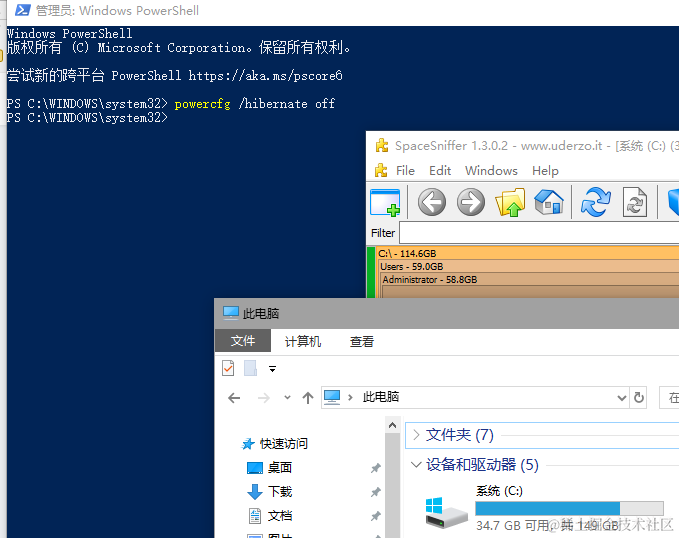 管理员: Windows PowerShell
Windows PowerShell
版权所有 (C) Microsoft Corporation。保留所有权利。
尝试新的跨平台 PowerShell https://aka.ms/pscore6
PS C:\WINDOWS\system32> powercfg /hibernate off
PS C:\WINDOWS\system32>
SpaceSniffer 1.3.0.2 - www.uderzo.it - [系统 (C:) (3
File Edit Windows Help
Filter
C:\ - 114.6GB
Users - 59.0GB
Administrator - 58.8GB
此电脑
文件 计算机 查看
此电脑
在
快速访问
桌面
下载
文档
文件夹 (7)
设备和驱动器 (5)
系统 (C:)
34.7 GB 可用, 共 149 GB
@稀土掘金技术社区